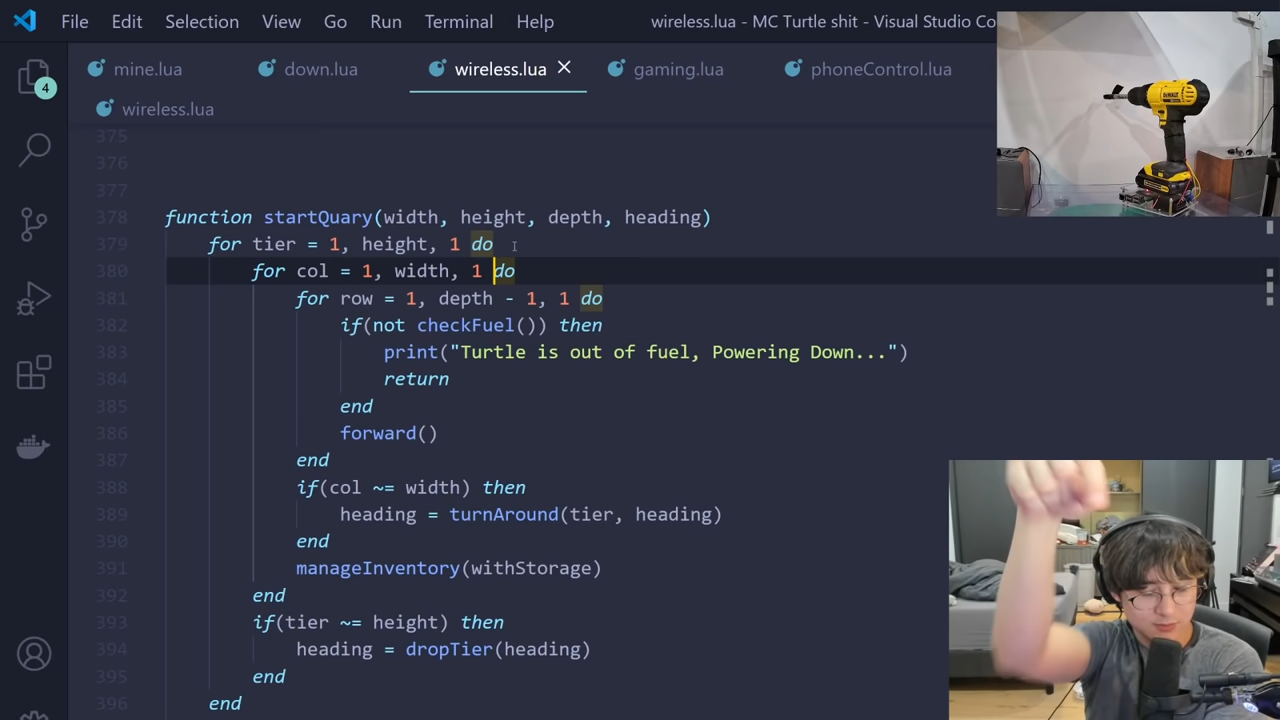 File Edit Selection View Go Run Terminal Help wireless.lua - MC Turtle shit - Visual Studio Co
mine.lua down.lua wireless.lua gaming.lua phoneControl.lua
wireless.lua
4
375
376
377
378 function startQuary(width, height, depth, heading)
379 for tier = 1, height, 1 do
380 for col = 1, width, 1 do
381 for row = 1, depth - 1, 1 do
382 if(not checkFuel()) then
383 print("Turtle is out of fuel, Powering Down...")
384 return
385 end
386 forward()
387 end
388 if(col ~= width) then
389 heading = turnAround(tier, heading)
390 end
391 manageInventory(withStorage)
392 end
393 if(tier ~= height) then
394 heading = dropTier(heading)
395 end
396 end
DEWALT